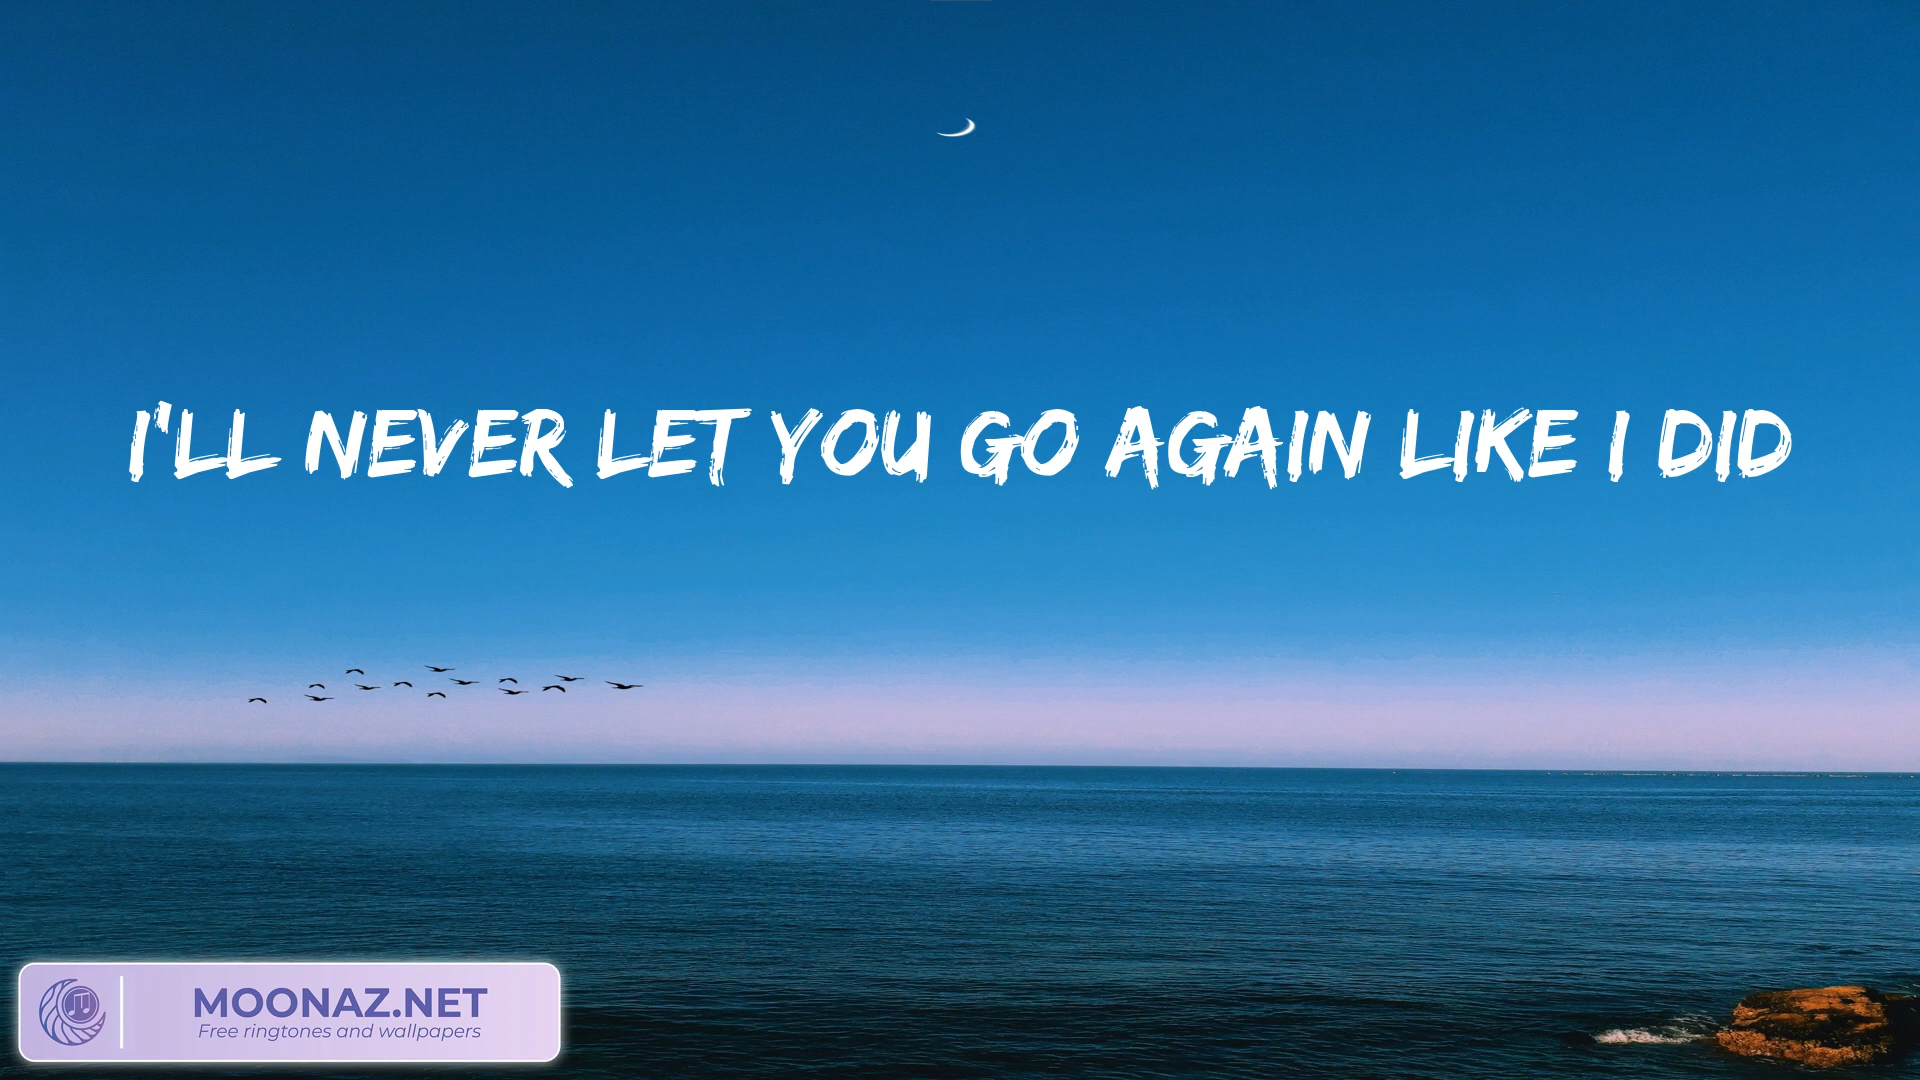 I'LL NEVER LET YOU GO AGAIN LIKE I DID
MOONAZ.NET
Free ringtones and wallpapers